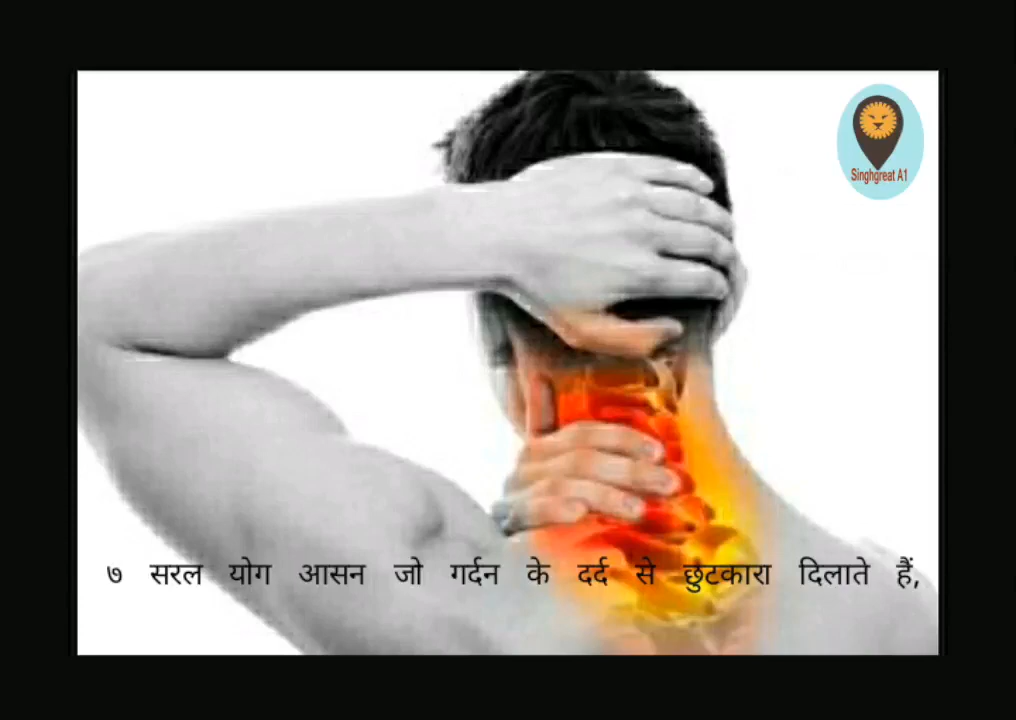 Singhgreat A1
७ सरल योग आसन जो गर्दन के दर्द से छुटकारा दिलाते हैं,